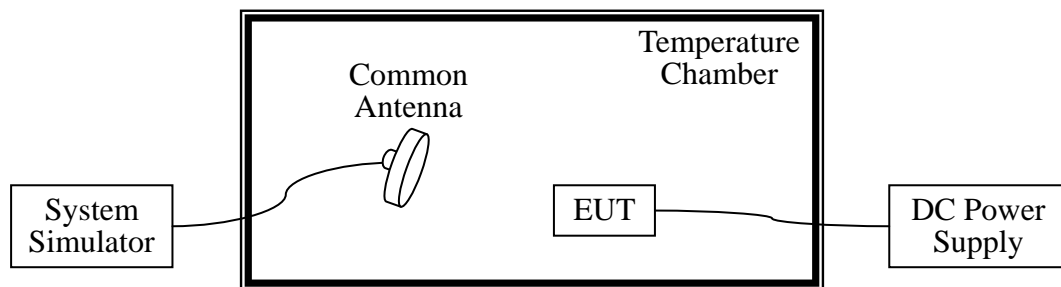 Temperature
Chamber
Common
Antenna
System
Simulator
EUT
DC Power
Supply